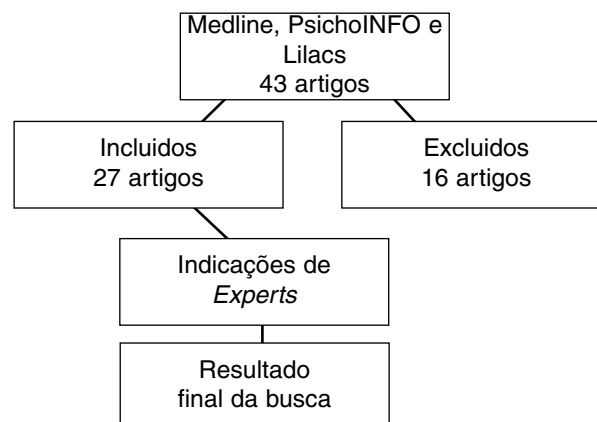 Medline, PsichoINFO e
Lilacs
43 artigos
Incluidos
27 artigos
Excluidos
16 artigos
Indicações de
Experts
Resultado
final da busca